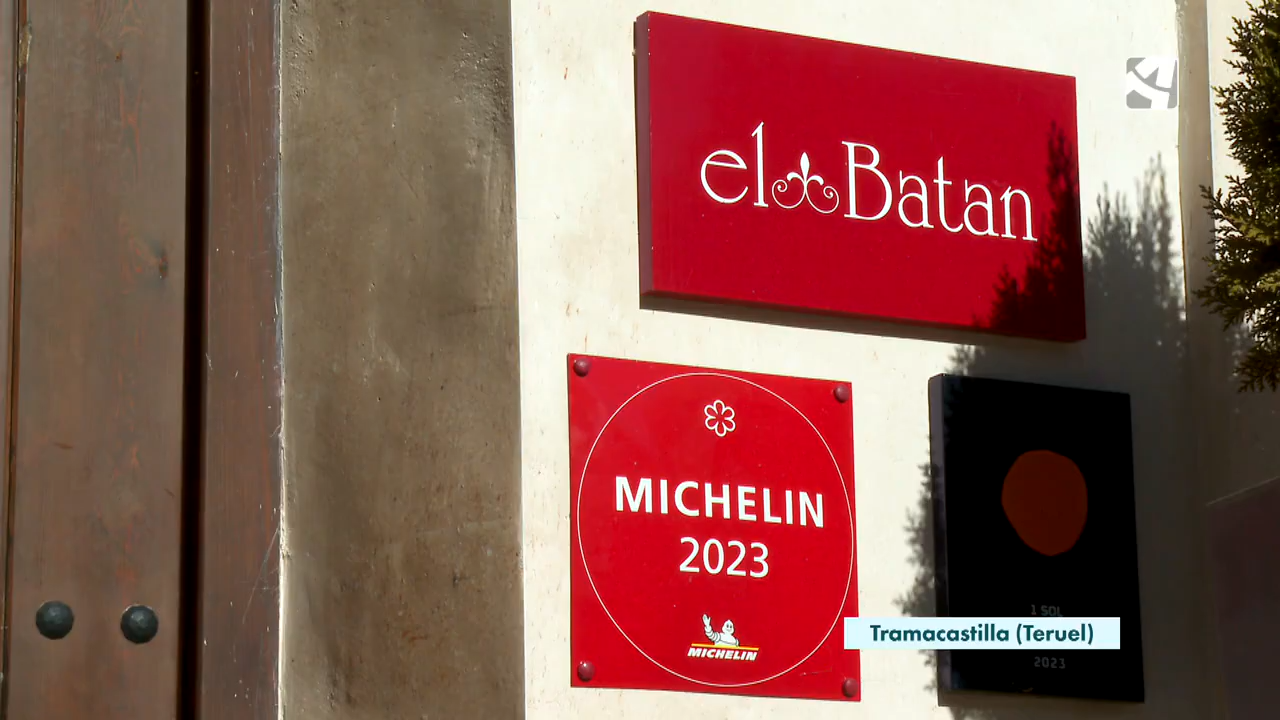 el Batan
MICHELIN
2023
MICHELIN
1 SOL
Tramacastilla (Teruel)
2023